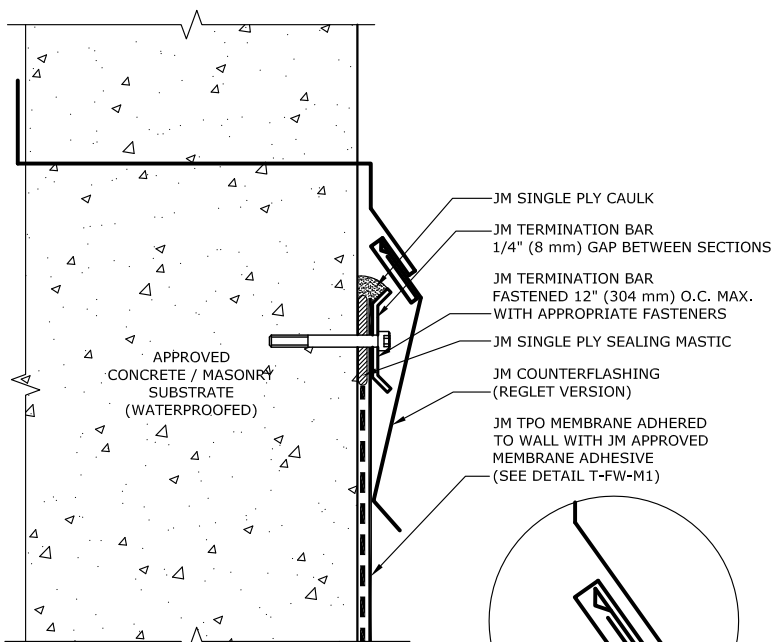 JM SINGLE PLY CAULK
JM TERMINATION BAR
1/4" (8 mm) GAP BETWEEN SECTIONS
JM TERMINATION BAR
FASTENED 12" (304 mm) O.C. MAX.
WITH APPROPRIATE FASTENERS
JM SINGLE PLY SEALING MASTIC
APPROVED
CONCRETE / MASONRY
SUBSTRATE
(WATERPROOFED)
JM COUNTERFLASHING
(REGLET VERSION)
JM TPO MEMBRANE ADHERED
TO WALL WITH JM APPROVED
MEMBRANE ADHESIVE
(SEE DETAIL T-FW-M1)